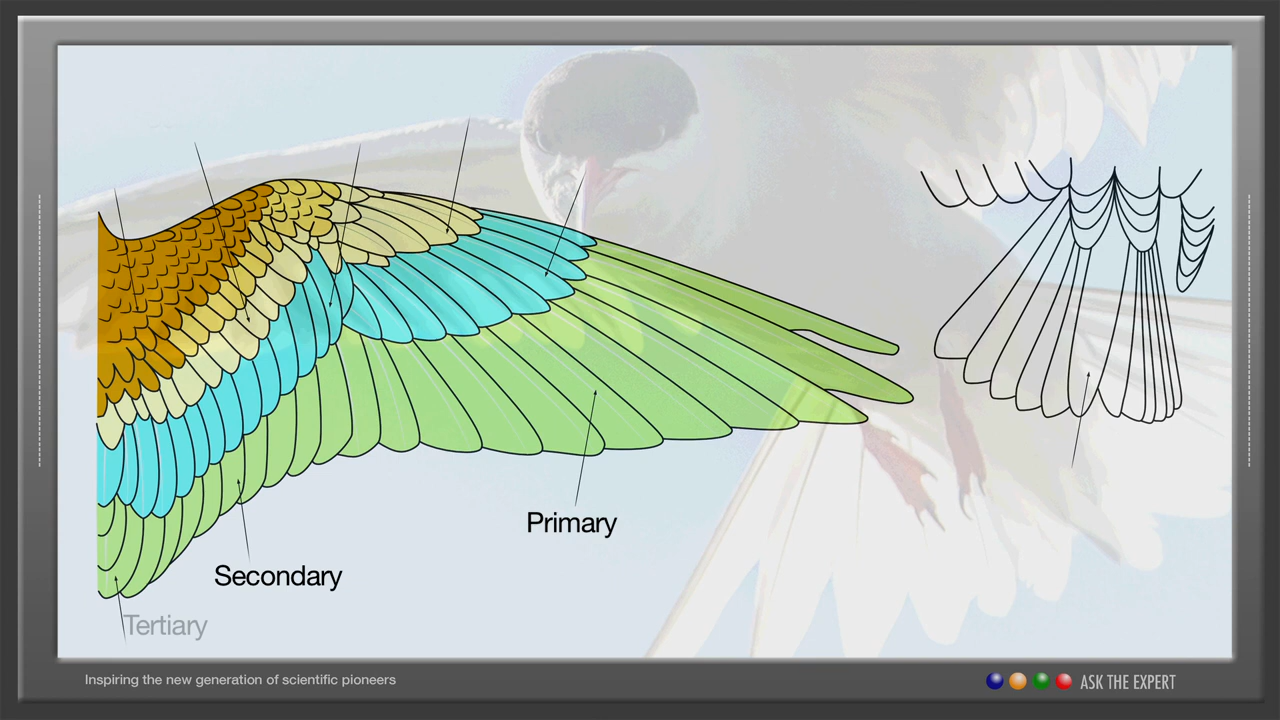 Primary
Secondary
Tertiary
Inspiring the new generation of scientific pioneers
ASK THE EXPERT